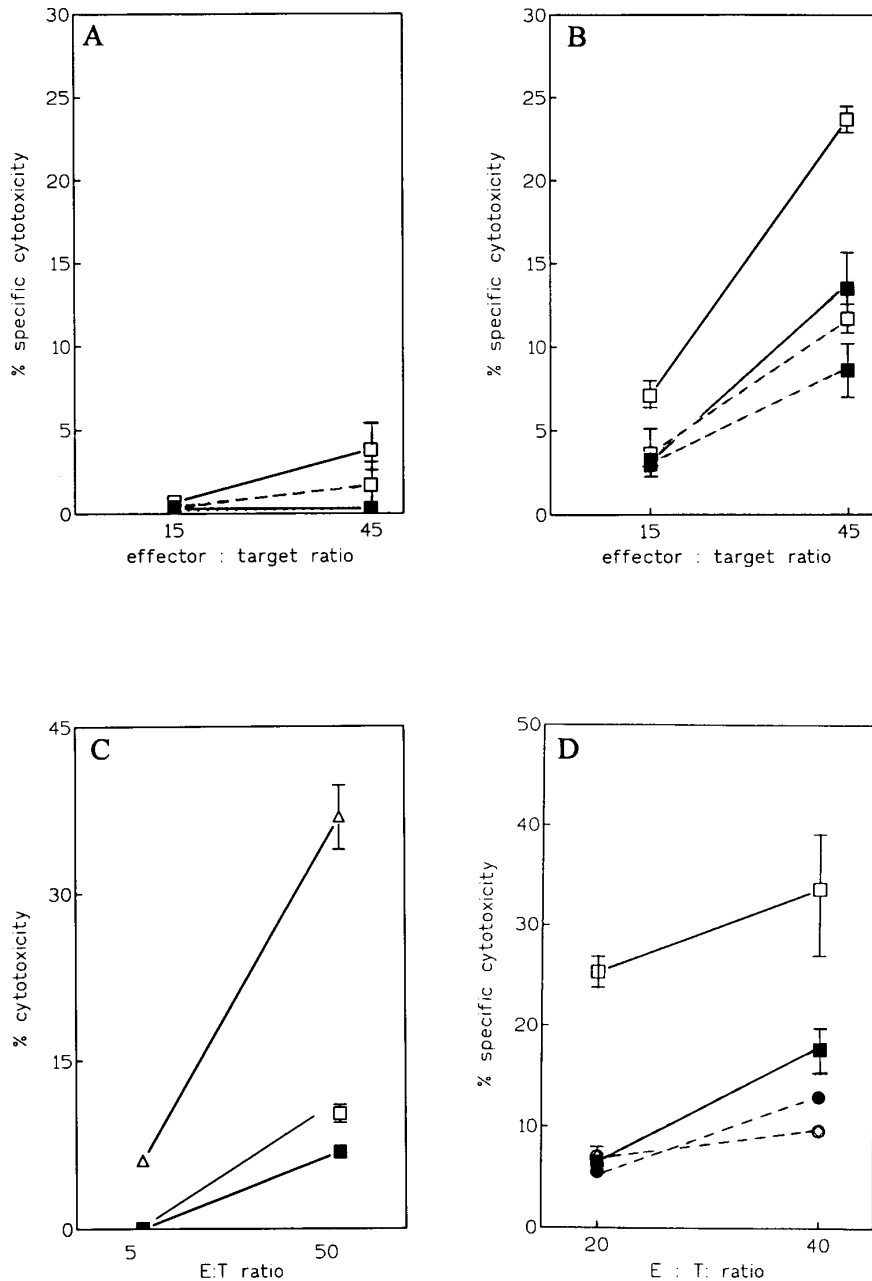 A
30
25
20
15
10
5
0
% specific cytotoxicity
15 45
effector : target ratio
B
30
25
20
15
10
5
0
% specific cytotoxicity
15 45
effector : target ratio
C
45
30
15
0
% cytotoxicity
5 50
E:T ratio
D
50
40
30
20
10
0
% specific cytotoxicity
20 40
E : T: ratio